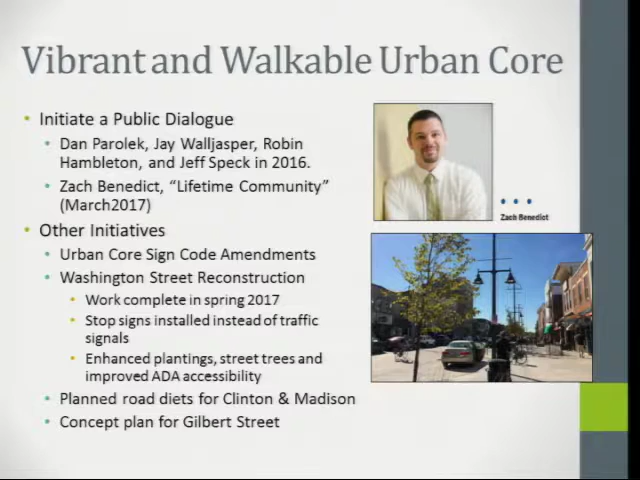 Vibrant and Walkable Urban Core
Initiate a Public Dialogue
Dan Parolek, Jay Walljasper, Robin
Hambleton, and Jeff Speck in 2016.
Zach Benedict, “Lifetime Community”
(March2017)
Zach Benedict
Other Initiatives
Urban Core Sign Code Amendments
Washington Street Reconstruction
Work complete in spring 2017
Stop signs installed instead of traffic
signals
Enhanced plantings, street trees and
improved ADA accessibility
Planned road diets for Clinton & Madison
Concept plan for Gilbert Street